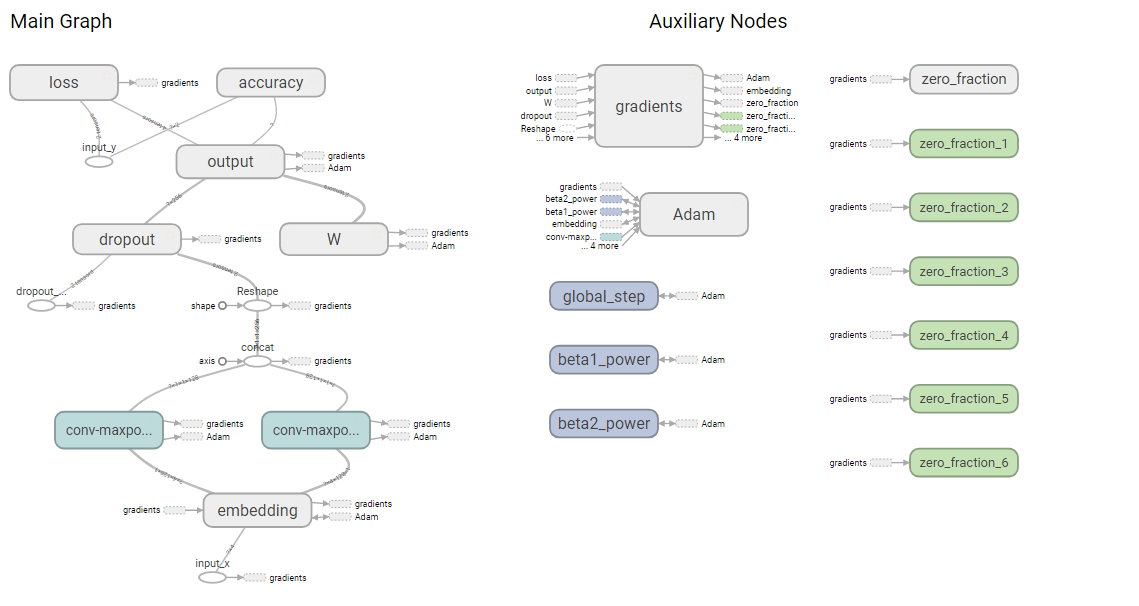 Main Graph
Auxiliary Nodes
loss
gradients
accuracy
input_y
output
gradients
Adam
dropout
gradients
W
gradients
Adam
dropout_...
gradients
Reshape
shape
gradients
concat
axis
gradients
conv-maxpo...
gradients
Adam
conv-maxpo...
gradients
Adam
embedding
gradients
gradients
Adam
input_x
gradients
loss
output
W
dropout
Reshape
... 6 more
gradients
Adam
embedding
zero_fraction
zero_fracti...
zero_fracti...
... 4 more
gradients
beta2_power
beta1_power
embedding
conv-maxp...
... 4 more
Adam
global_step
Adam
beta1_power
Adam
beta2_power
Adam
gradients
zero_fraction
gradients
zero_fraction_1
gradients
zero_fraction_2
gradients
zero_fraction_3
gradients
zero_fraction_4
gradients
zero_fraction_5
gradients
zero_fraction_6